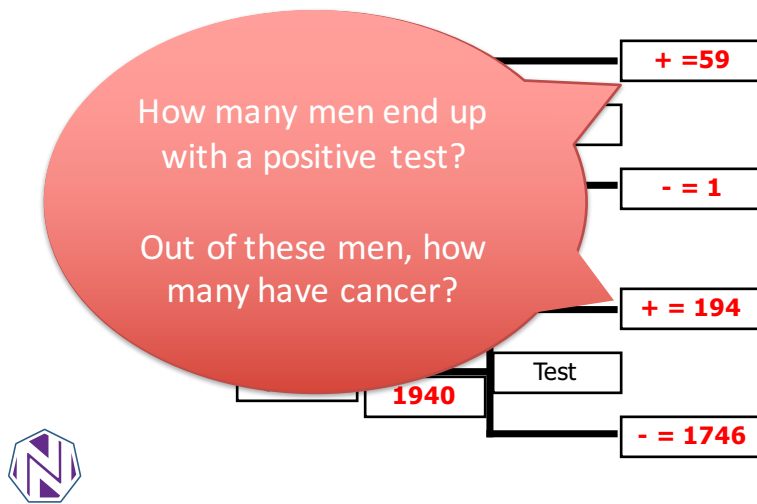 + =59
How many men end up
with a positive test?
- = 1
Out of these men, how
many have cancer?
+ = 194
Test
1940
- = 1746